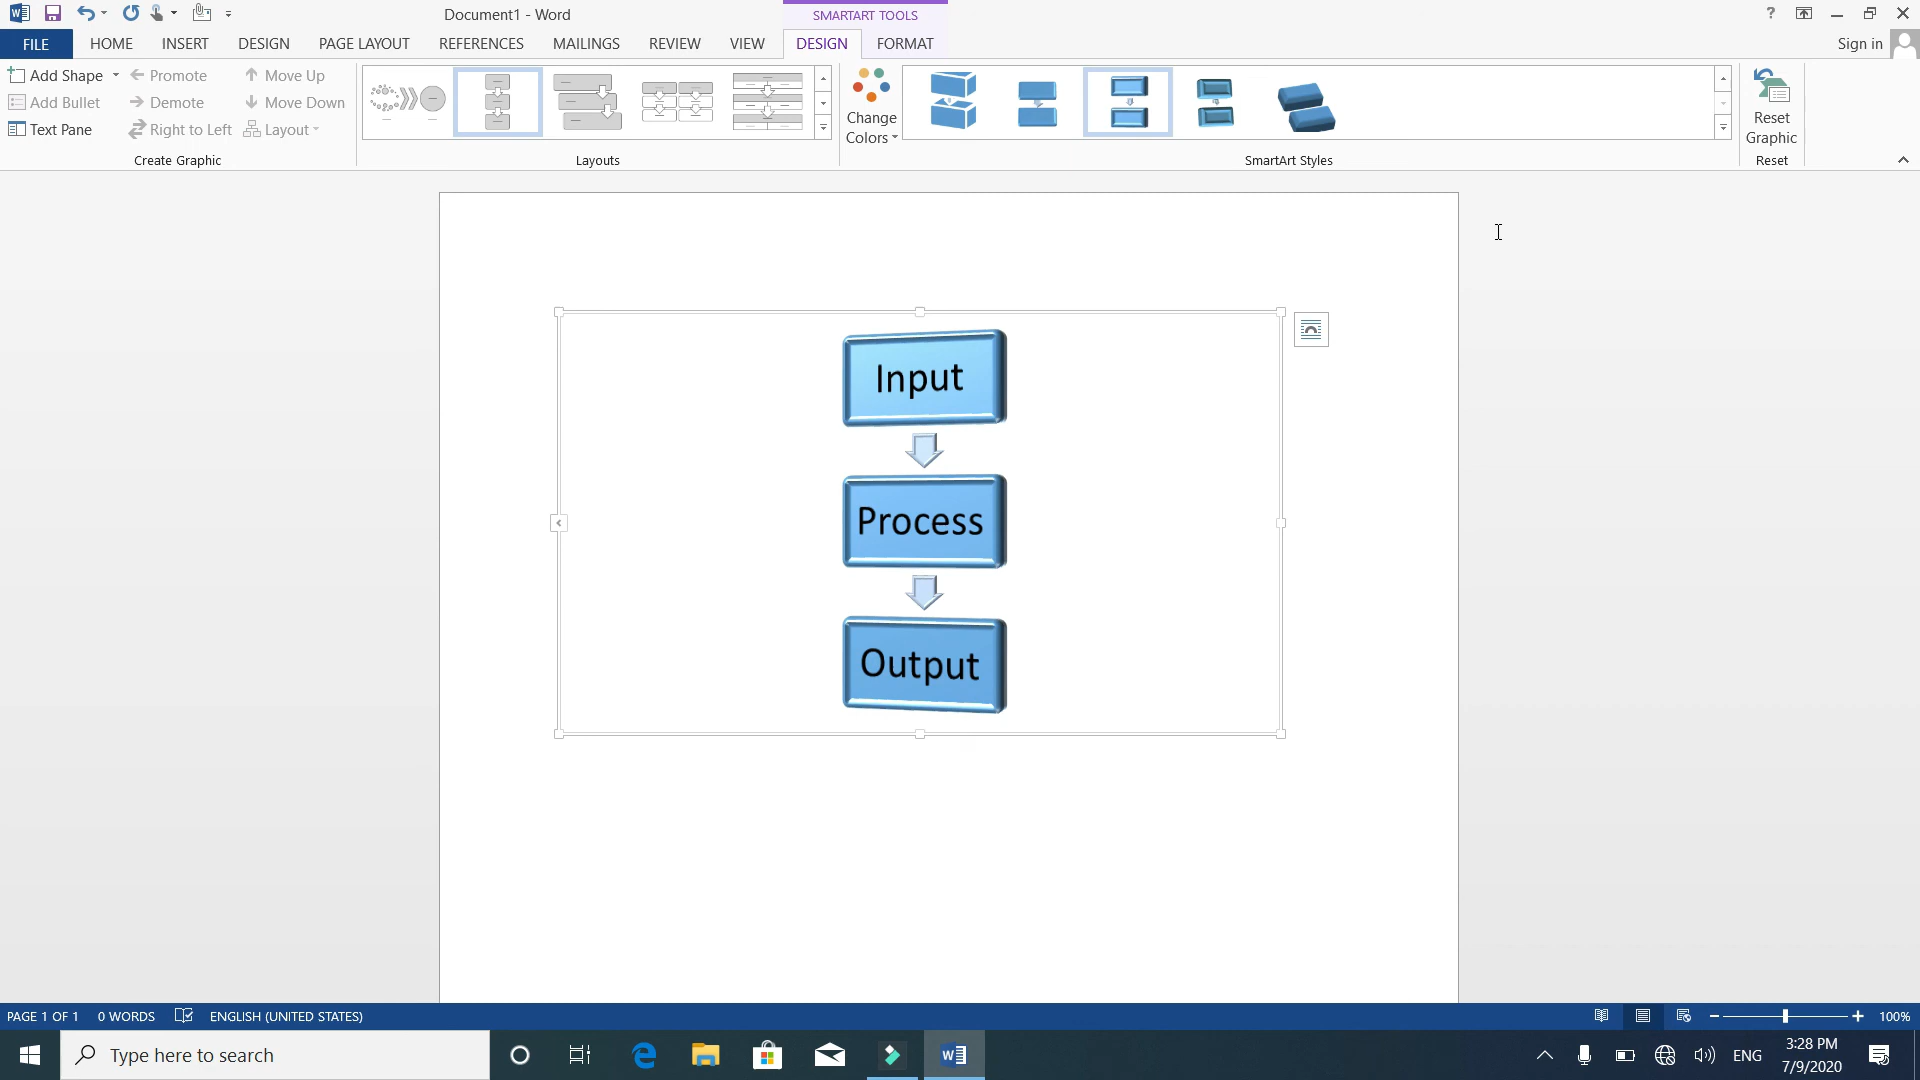 Document1 - Word
SMARTART TOOLS
FILE HOME INSERT DESIGN PAGE LAYOUT REFERENCES MAILINGS REVIEW VIEW DESIGN FORMAT Sign in
Add Shape Promote Move Up
Add Bullet Demote Move Down
Text Pane Right to Left Layout
Create Graphic
Layouts
Change
Colors
SmartArt Styles
Reset
Graphic
Reset
Input
Process
Output
PAGE 1 OF 1 0 WORDS ENGLISH (UNITED STATES) 100%
Type here to search
ENG
3:28 PM
7/9/2020